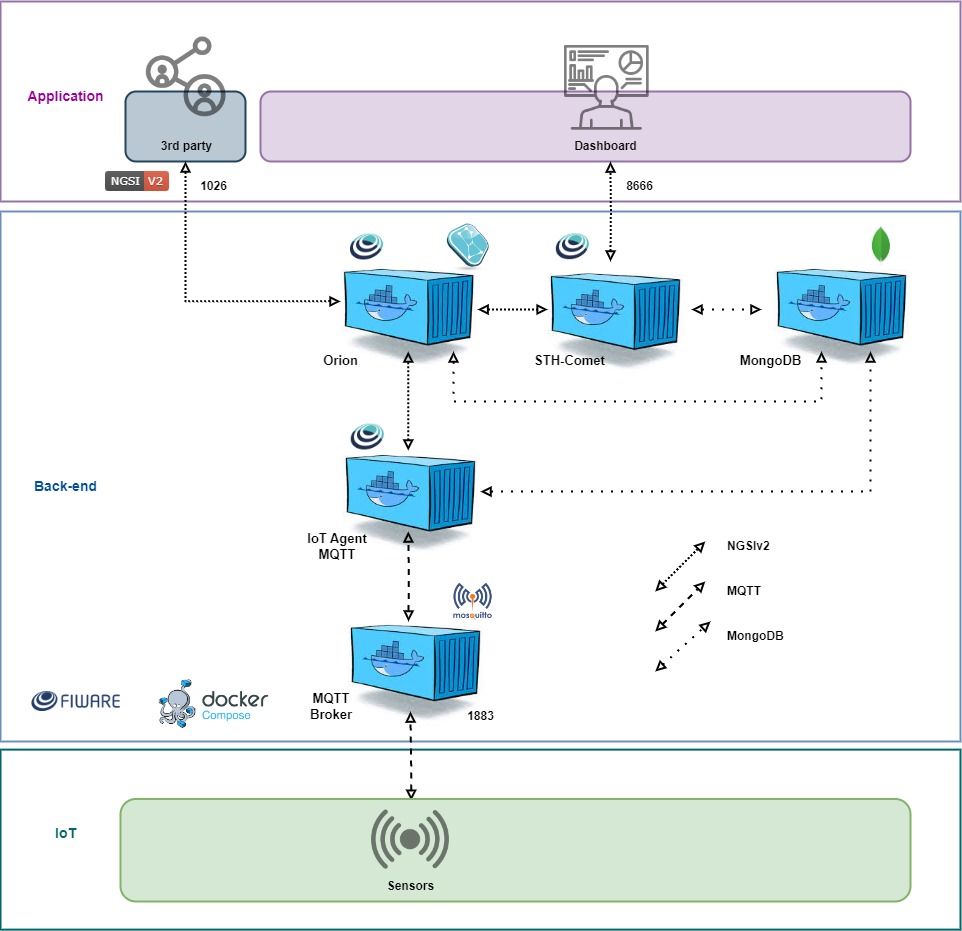 Application
3rd party
Dashboard
NGSI V2
1026
8666
Orion
STH-Comet
MongoDB
Back-end
IoT Agent
MQTT
NGSIv2
MQTT
MongoDB
mosquitto
FIWARE
docker
Compose
MQTT
Broker
1883
IoT
Sensors